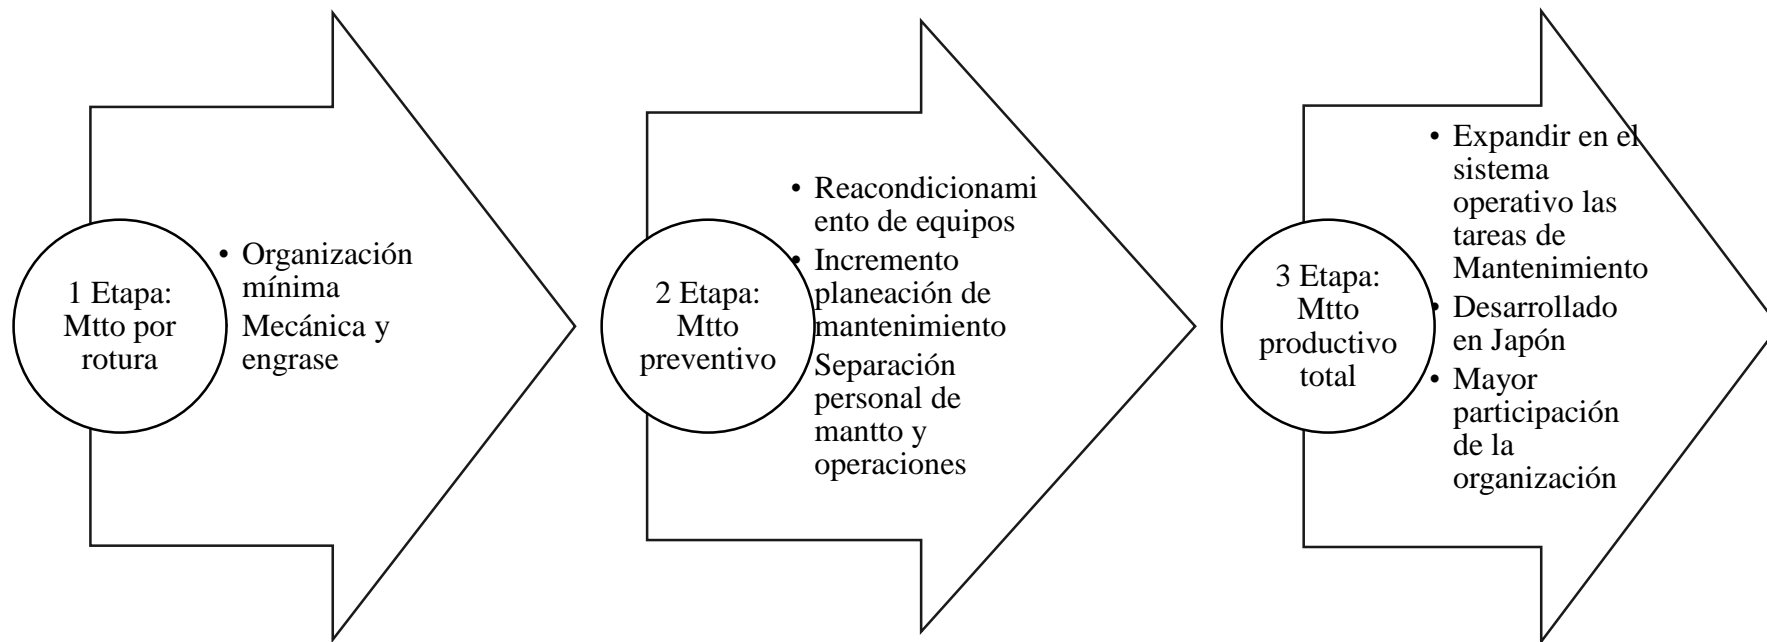 1 Etapa:
Mtto por
rotura
• Organización
mínima
Mecánica y
engrase
2 Etapa:
Mtto
preventivo
• Reacondicionami
ento de equipos
• Incremento
planeación de
mantenimiento
Separación
personal de
mantto y
operaciones
3 Etapa:
Mtto
productivo
total
• Expandir en el
sistema
operativo las
tareas de
Mantenimiento
• Desarrollado
en Japón
• Mayor
participación
de la
organización